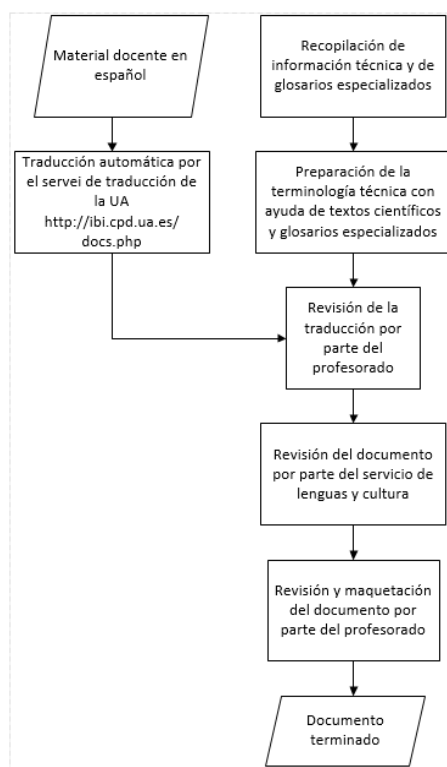 Material docente en
español
Recopilación de
información técnica y de
glosarios especializados
Traducción automática por
el servei de traducción de
la UA
http://ibi.cpd.ua.es/
docs.php
Preparación de la
terminología técnica con
ayuda de textos científicos
y glosarios especializados
Revisión de la
traducción por
parte del
profesorado
Revisión del documento
por parte del servicio de
lenguas y cultura
Revisión y maquetación
del documento por
parte del profesorado
Documento
terminado